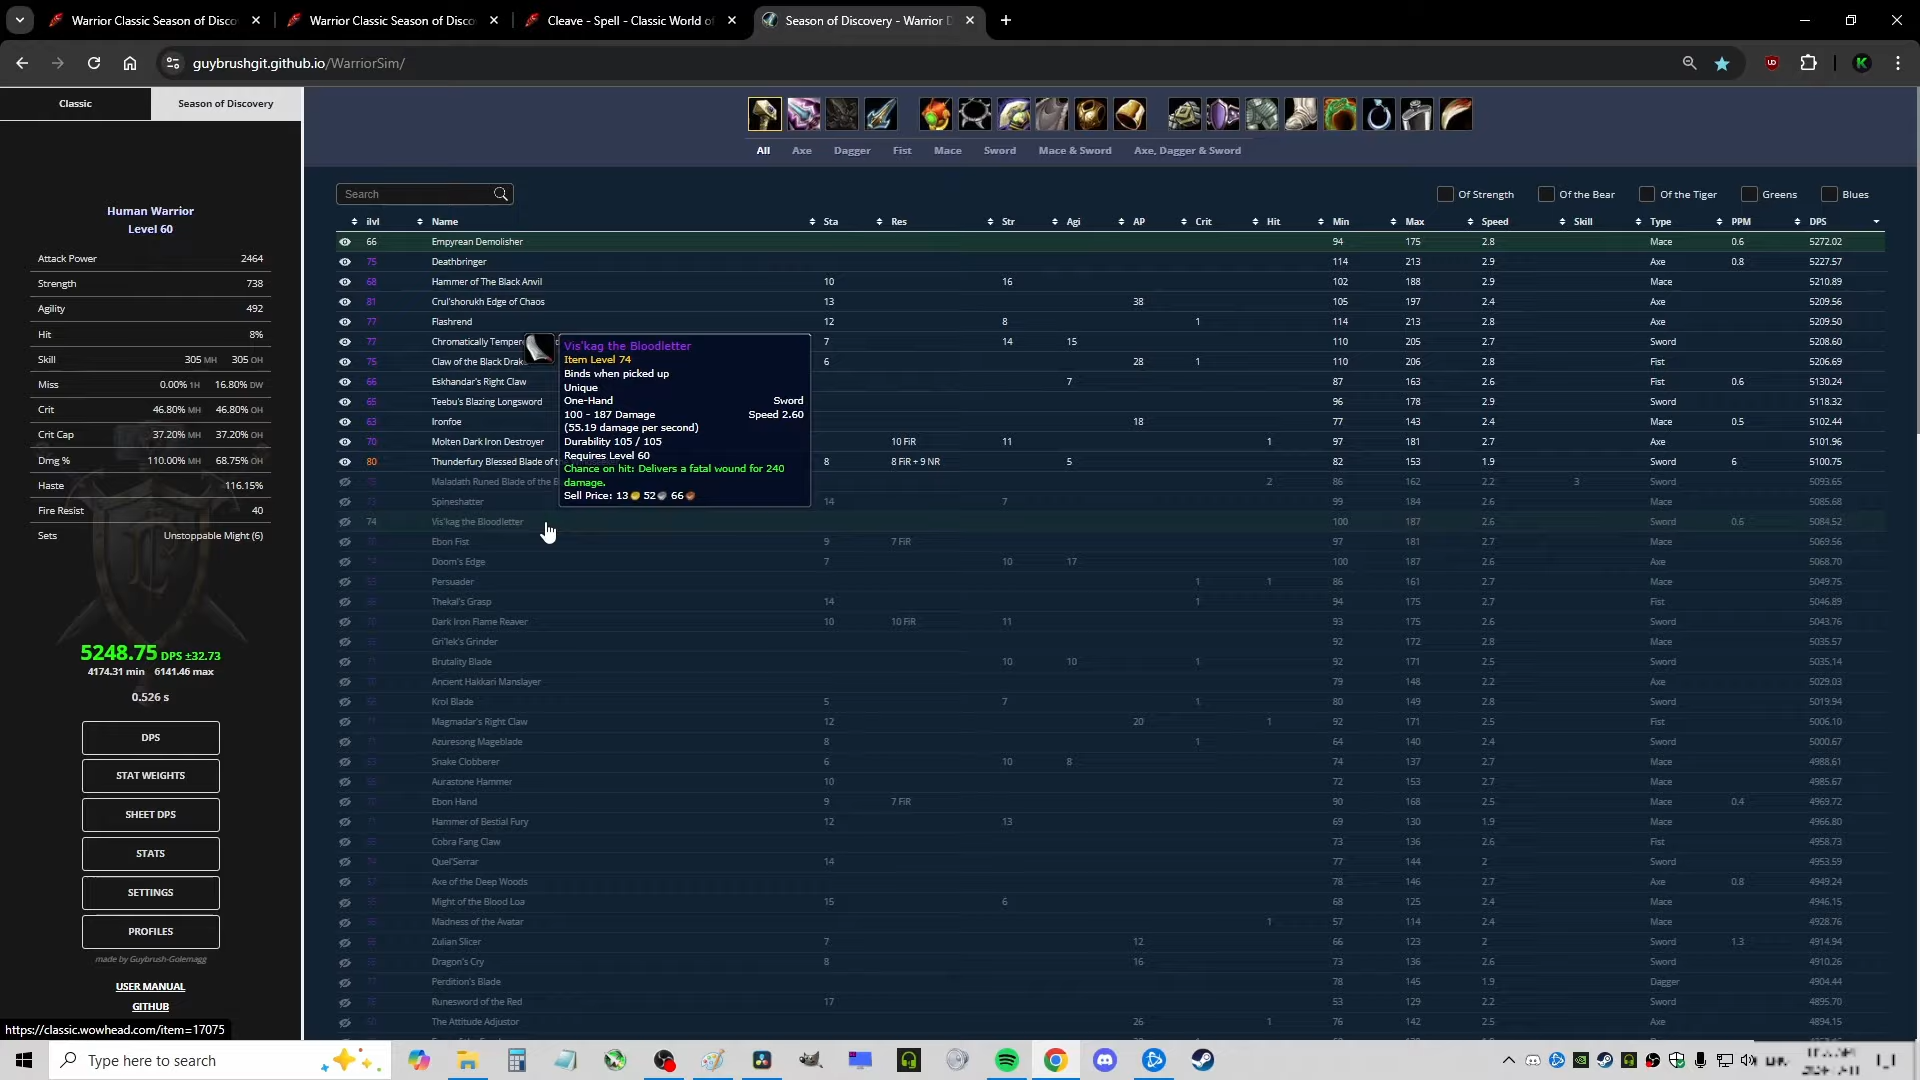 Warrior Classic Season of Disco
Warrior Classic Season of Disco
Cleave - Spell - Classic World of
Season of Discovery - Warrior D
guybrushgit.github.io/WarriorSim/
Classic
Season of Discovery
Human Warrior
Level 60
Attack Power 2464
Strength 738
Agility 492
Hit 8%
Skill 305 MH 305 OH
Miss 0.00% 1H 16.80% DW
Crit 46.80% MH 46.80% OH
Crit Cap 37.20% MH 37.20% OH
Dmg % 110.00% MH 68.75% OH
Haste 116.15%
Fire Resist 40
Sets Unstoppable Might (6)
5248.75 DPS ±32.73
4174.31 min 6141.46 max
0.526 s
DPS
STAT WEIGHTS
SHEET DPS
STATS
SETTINGS
PROFILES
made by Guybrush-Golemagg
USER MANUAL
GITHUB
https://classic.wowhead.com/item=17075
All Axe Dagger Fist Mace Sword Mace & Sword Axe, Dagger & Sword
Search
Of Strength Of the Bear Of the Tiger Greens Blues
ilvl Name Sta Res Str Agi AP Crit Hit Min Max Speed Skill Type PPM DPS
66 Empyrean Demolisher 94 175 2.8 Mace 0.6 5272.02
75 Deathbringer 114 213 2.9 Axe 0.8 5227.57
68 Hammer of The Black Anvil 10 16 102 188 2.9 Mace 5210.89
81 Crul'shorukh Edge of Chaos 13 38 105 197 2.4 Axe 5209.56
77 Flashrend 12 8 1 114 213 2.8 Axe 5209.50
77 Chromatically Temper 7 14 15 110 205 2.7 Sword 5208.60
75 Claw of the Black Drak 6 28 1 110 206 2.8 Fist 5206.69
66 Eskhandar's Right Claw 7 87 163 2.6 Fist 0.6 5130.24
65 Teebu's Blazing Longsword 96 178 2.9 Sword 5118.32
63 Ironfoe 18 77 143 2.4 Mace 0.5 5102.44
70 Molten Dark Iron Destroyer 10 FiR 11 1 97 181 2.7 Axe 5101.96
80 Thunderfury Blessed Blade of t 8 8 FiR + 9 NR 5 82 153 1.9 Sword 6 5100.75
Maladath Runed Blade of the B 2 86 162 2.2 3 Sword 5093.65
Spineshatter 14 7 99 184 2.6 Mace 5085.68
74 Vis'kag the Bloodletter 100 187 2.6 Sword 0.6 5084.52
Ebon Fist 9 7 FiR 97 181 2.7 Mace 5069.56
Doom's Edge 7 10 17 100 187 2.6 Axe 5068.70
Persuader 1 1 86 161 2.7 Mace 5049.75
Thekal's Grasp 14 1 94 175 2.7 Fist 5046.89
Dark Iron Flame Reaver 10 10 FiR 11 93 175 2.6 Sword 5043.76
Gri'lek's Grinder 92 172 2.8 Mace 5035.57
Brutality Blade 10 10 1 92 171 2.5 Sword 5035.14
Ancient Hakkari Manslayer 79 148 2.2 Axe 5029.03
Krol Blade 5 7 1 80 149 2.8 Sword 5019.94
Magmadar's Right Claw 12 20 1 92 171 2.5 Fist 5006.10
Azuresong Mageblade 8 1 64 140 2.4 Sword 5000.67
Snake Clobberer 6 10 8 74 137 2.7 Mace 4988.61
Aurastone Hammer 10 72 153 2.7 Mace 4985.67
Ebon Hand 9 7 FiR 90 168 2.5 Mace 0.4 4969.72
Hammer of Bestial Fury 12 13 69 130 1.9 Mace 4966.80
Cobra Fang Claw 73 136 2.6 Fist 4958.73
Quel'Serrar 14 77 144 2 Sword 4953.59
Axe of the Deep Woods 78 146 2.7 Axe 0.8 4949.24
Might of the Blood Loa 15 6 68 125 2.4 Mace 4946.15
Madness of the Avatar 1 57 114 2.4 Mace 4928.76
Zulian Slicer 7 12 66 123 2 Sword 1.3 4914.94
Dragon's Cry 8 16 73 136 2.6 Sword 4910.26
Perdition's Blade 78 145 1.9 Dagger 4904.44
Runesword of the Red 17 53 129 2.2 Sword 4895.70
The Attitude Adjustor 26 1 76 142 2.5 Axe 4894.15
Vis'kag the Bloodletter
Item Level 74
Binds when picked up
Unique
One-Hand Sword
100 - 187 Damage Speed 2.60
(55.19 damage per second)
Durability 105 / 105
Requires Level 60
Chance on hit: Delivers a fatal wound for 240
damage.
Sell Price: 13 52 66
Type here to search